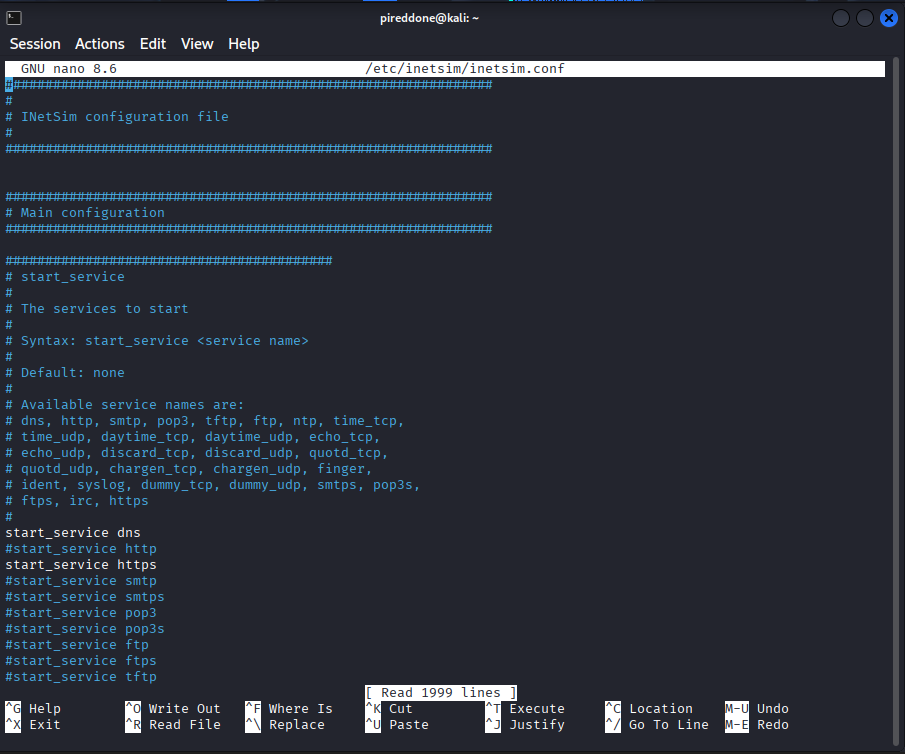 pireddone@kali: ~
Session Actions Edit View Help
GNU nano 8.6 /etc/inetsim/inetsim.conf
#############################################################
#
# INetSim configuration file
#
#############################################################
#############################################################
# Main configuration
#############################################################
#########################################
# start_service
#
# The services to start
#
# Syntax: start_service <service name>
#
# Default: none
#
# Available service names are:
# dns, http, smtp, pop3, tftp, ftp, ntp, time_tcp,
# time_udp, daytime_tcp, daytime_udp, echo_tcp,
# echo_udp, discard_tcp, discard_udp, quotd_tcp,
# quotd_udp, chargen_tcp, chargen_udp, finger,
# ident, syslog, dummy_tcp, dummy_udp, smtps, pop3s,
# ftps, irc, https
#
start_service dns
#start_service http
start_service https
#start_service smtp
#start_service smtps
#start_service pop3
#start_service pop3s
#start_service ftp
#start_service ftps
#start_service tftp
[ Read 1999 lines ]
^G Help ^O Write Out ^F Where Is ^K Cut ^T Execute ^C Location M-U Undo
^X Exit ^R Read File ^\ Replace ^U Paste ^J Justify ^/ Go To Line M-E Redo